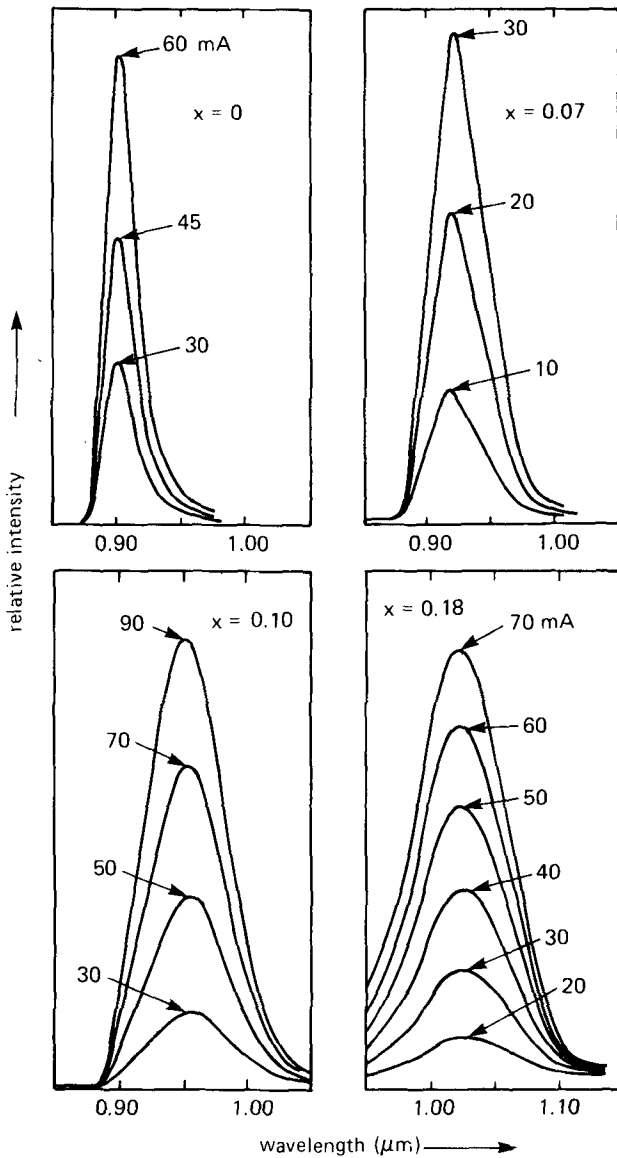 60 mA
x = 0
45
30
0.90
1.00
30
x = 0.07
20
10
0.90
1.00
relative intensity
90
x = 0.10
70
50
30
0.90
1.00
x = 0.18
70 mA
60
50
40
30
20
1.00
1.10
wavelength (μm)